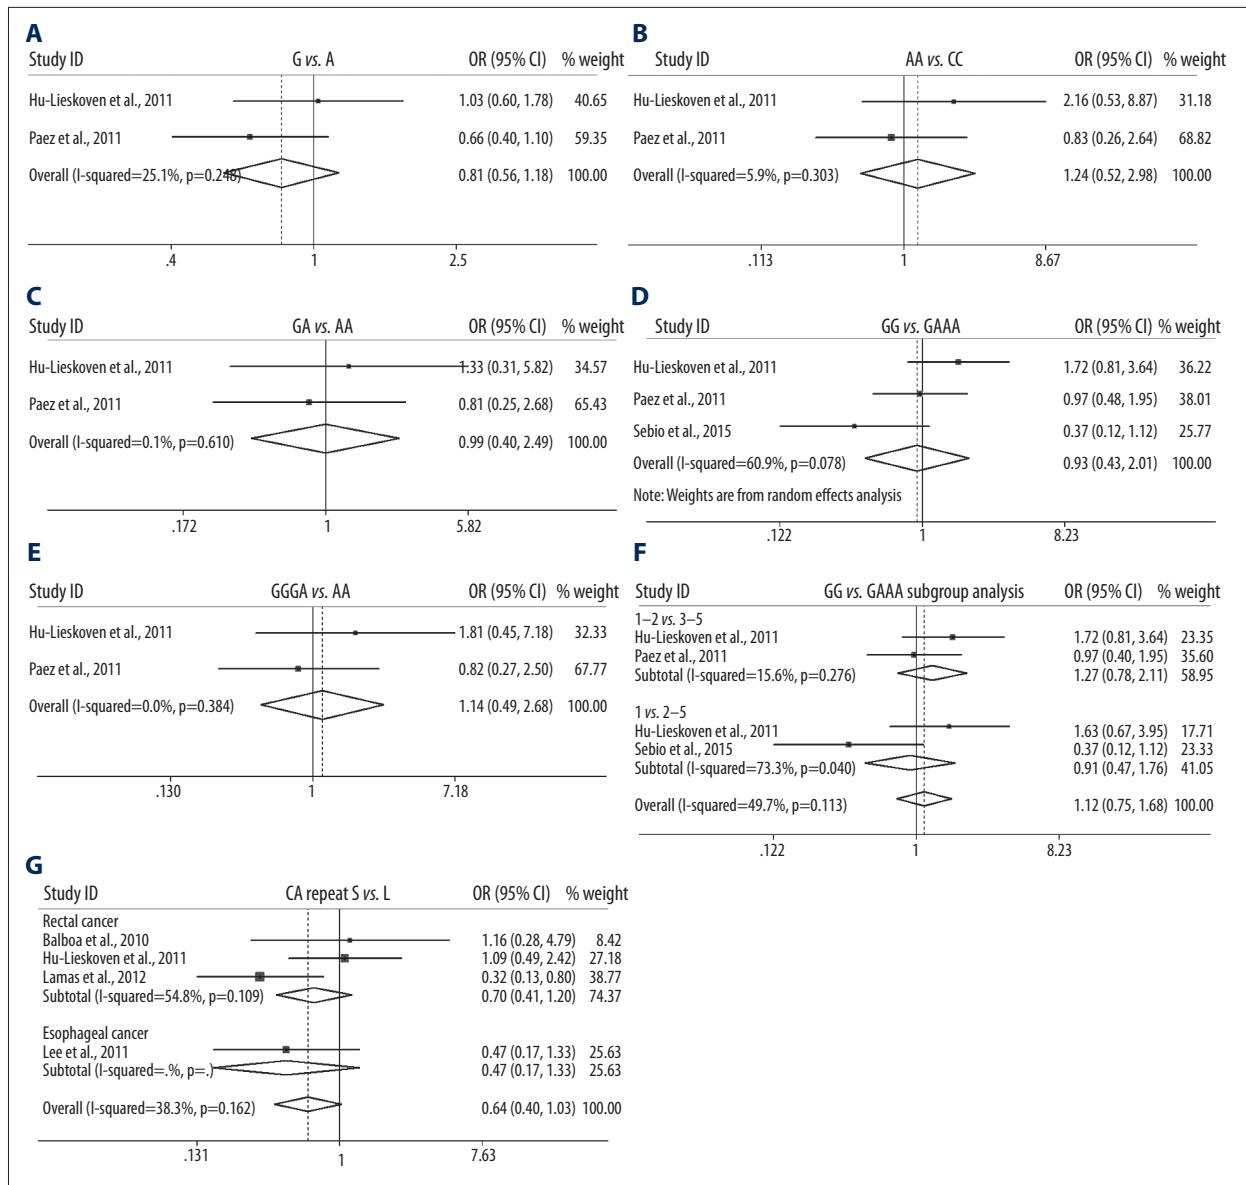 A
Study ID G vs. A OR (95% CI) % weight
Hu-Lieskoven et al., 2011 1.03 (0.60, 1.78) 40.65
Paez et al., 2011 0.66 (0.40, 1.10) 59.35
Overall (I-squared=25.1%, p=0.248) 0.81 (0.56, 1.18) 100.00
.4 1 2.5
B
Study ID AA vs. CC OR (95% CI) % weight
Hu-Lieskoven et al., 2011 2.16 (0.53, 8.87) 31.18
Paez et al., 2011 0.83 (0.26, 2.64) 68.82
Overall (I-squared=5.9%, p=0.303) 1.24 (0.52, 2.98) 100.00
.113 1 8.67
C
Study ID GA vs. AA OR (95% CI) % weight
Hu-Lieskoven et al., 2011 1.33 (0.31, 5.82) 34.57
Paez et al., 2011 0.81 (0.25, 2.68) 65.43
Overall (I-squared=0.1%, p=0.610) 0.99 (0.40, 2.49) 100.00
.172 1 5.82
D
Study ID GG vs. GAAA OR (95% CI) % weight
Hu-Lieskoven et al., 2011 1.72 (0.81, 3.64) 36.22
Paez et al., 2011 0.97 (0.48, 1.95) 38.01
Sebio et al., 2015 0.37 (0.12, 1.12) 25.77
Overall (I-squared=60.9%, p=0.078) 0.93 (0.43, 2.01) 100.00
Note: Weights are from random effects analysis
.122 1 8.23
E
Study ID GGGA vs. AA OR (95% CI) % weight
Hu-Lieskoven et al., 2011 1.81 (0.45, 7.18) 32.33
Paez et al., 2011 0.82 (0.27, 2.50) 67.77
Overall (I-squared=0.0%, p=0.384) 1.14 (0.49, 2.68) 100.00
.130 1 7.18
F
Study ID GG vs. GAAA subgroup analysis OR (95% CI) % weight
1–2 vs. 3–5
Hu-Lieskoven et al., 2011 1.72 (0.81, 3.64) 23.35
Paez et al., 2011 0.97 (0.40, 1.95) 35.60
Subtotal (I-squared=15.6%, p=0.276) 1.27 (0.78, 2.11) 58.95
1 vs. 2–5
Hu-Lieskoven et al., 2011 1.63 (0.67, 3.95) 17.71
Sebio et al., 2015 0.37 (0.12, 1.12) 23.33
Subtotal (I-squared=73.3%, p=0.040) 0.91 (0.47, 1.76) 41.05
Overall (I-squared=49.7%, p=0.113) 1.12 (0.75, 1.68) 100.00
.122 1 8.23
G
Study ID CA repeat S vs. L OR (95% CI) % weight
Rectal cancer
Balboa et al., 2010 1.16 (0.28, 4.79) 8.42
Hu-Lieskoven et al., 2011 1.09 (0.49, 2.42) 27.18
Lamas et al., 2012 0.32 (0.13, 0.80) 38.77
Subtotal (I-squared=54.8%, p=0.109) 0.70 (0.41, 1.20) 74.37
Esophageal cancer
Lee et al., 2011 0.47 (0.17, 1.33) 25.63
Subtotal (I-squared=.%, p=.) 0.47 (0.17, 1.33) 25.63
Overall (I-squared=38.3%, p=0.162) 0.64 (0.40, 1.03) 100.00
.131 1 7.63